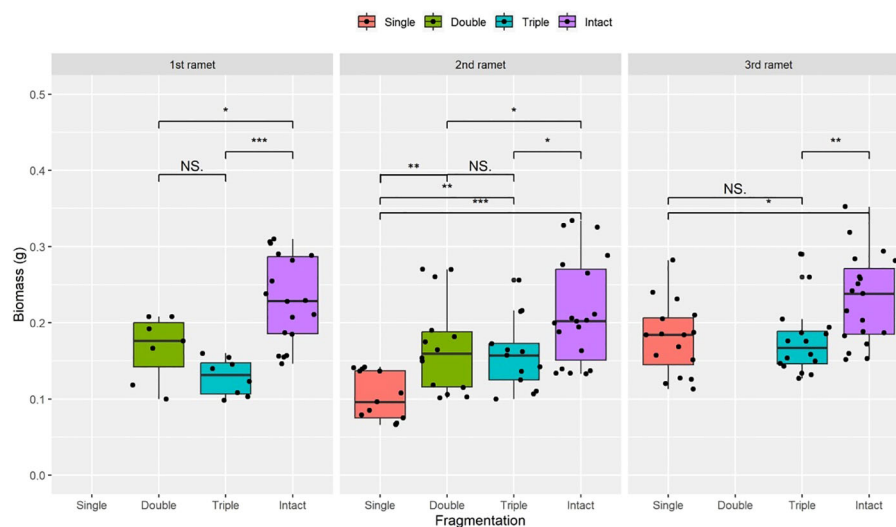 Single Double Triple Intact
1st ramet 2nd ramet 3rd ramet
Biomass (g)
0.5
0.4
0.3
0.2
0.1
0.0
*
***
NS.
*
*
**
NS.
**
***
**
NS.
*
Single Double Triple Intact Single Double Triple Intact Single Double Triple Intact
Fragmentation